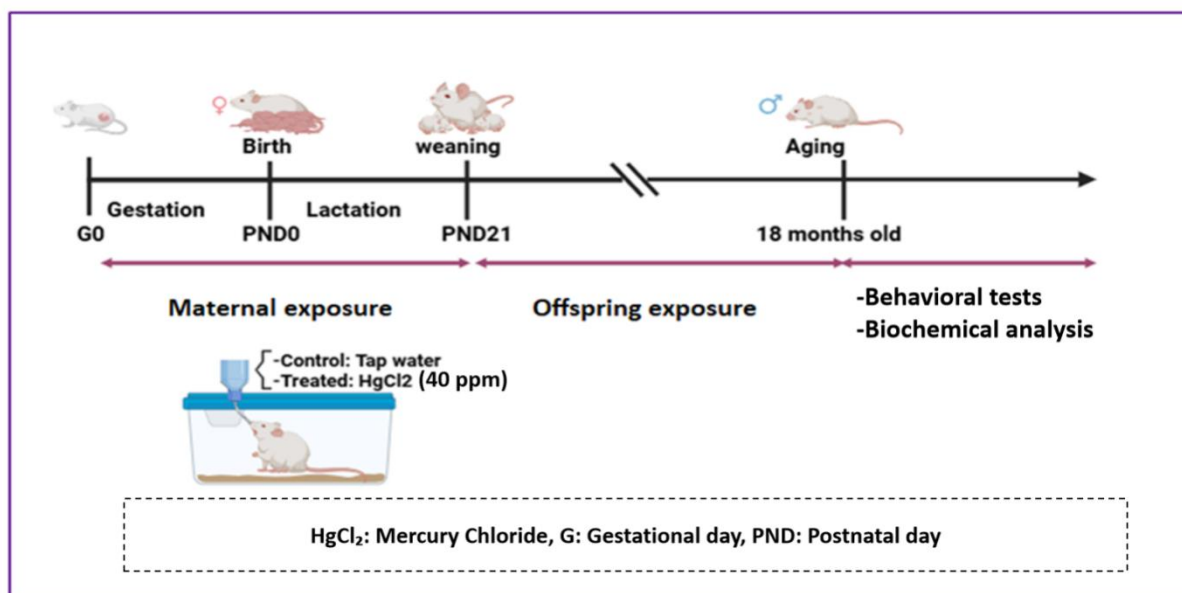 ♀
♂
Birth
weaning
Aging
Gestation
Lactation
G0
PND0
PND21
18 months old
Maternal exposure
Offspring exposure
-Behavioral tests
-Biochemical analysis
-Control: Tap water
-Treated: HgCl2 (40 ppm)
HgCl₂: Mercury Chloride, G: Gestational day, PND: Postnatal day